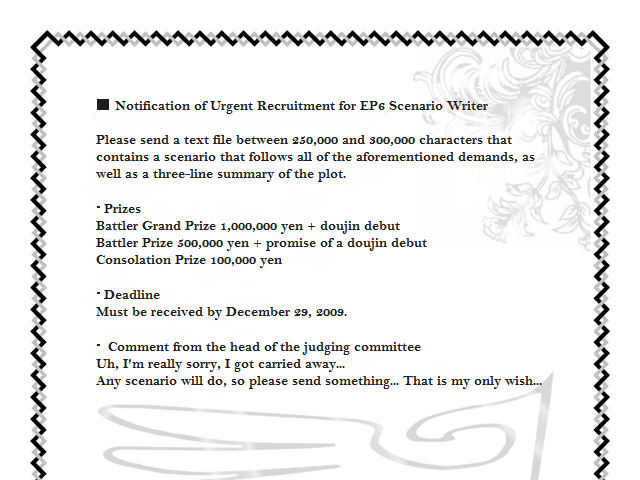 ■ Notification of Urgent Recruitment for EP6 Scenario Writer
Please send a text file between 250,000 and 300,000 characters that
contains a scenario that follows all of the aforementioned demands, as
well as a three-line summary of the plot.
· Prizes
Battler Grand Prize 1,000,000 yen + doujin debut
Battler Prize 500,000 yen + promise of a doujin debut
Consolation Prize 100,000 yen
· Deadline
Must be received by December 29, 2009.
· Comment from the head of the judging committee
Uh, I'm really sorry, I got carried away...
Any scenario will do, so please send something... That is my only wish...